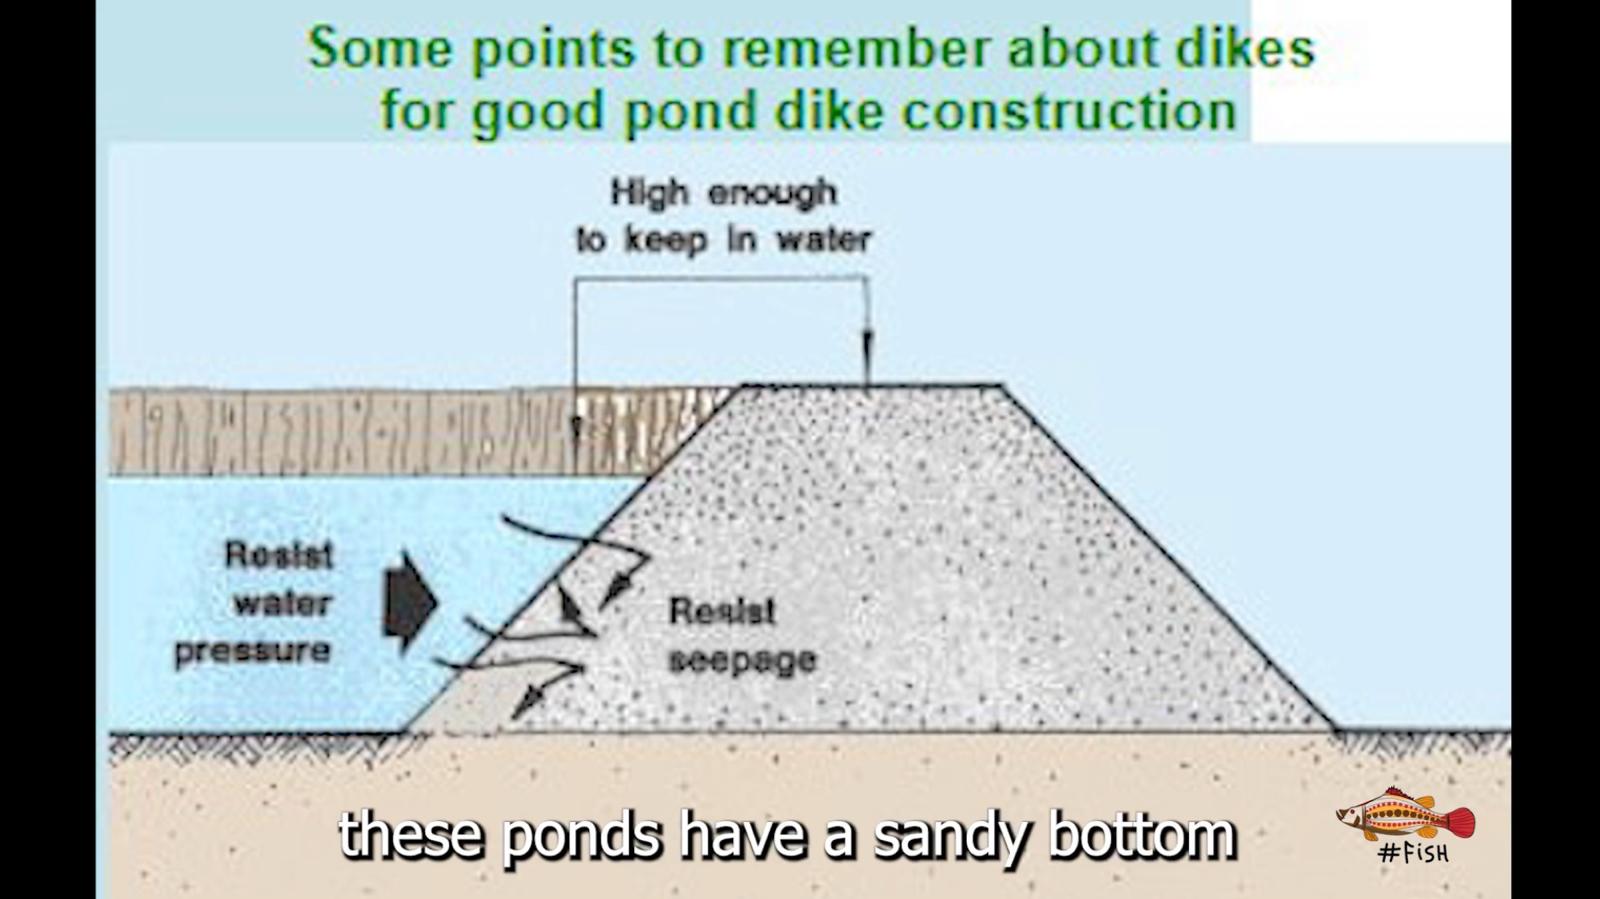 Some points to remember about dikes
for good pond dike construction
High enough
to keep in water
Resist
water
pressure
Resist
seepage
these ponds have a sandy bottom
#FiSH